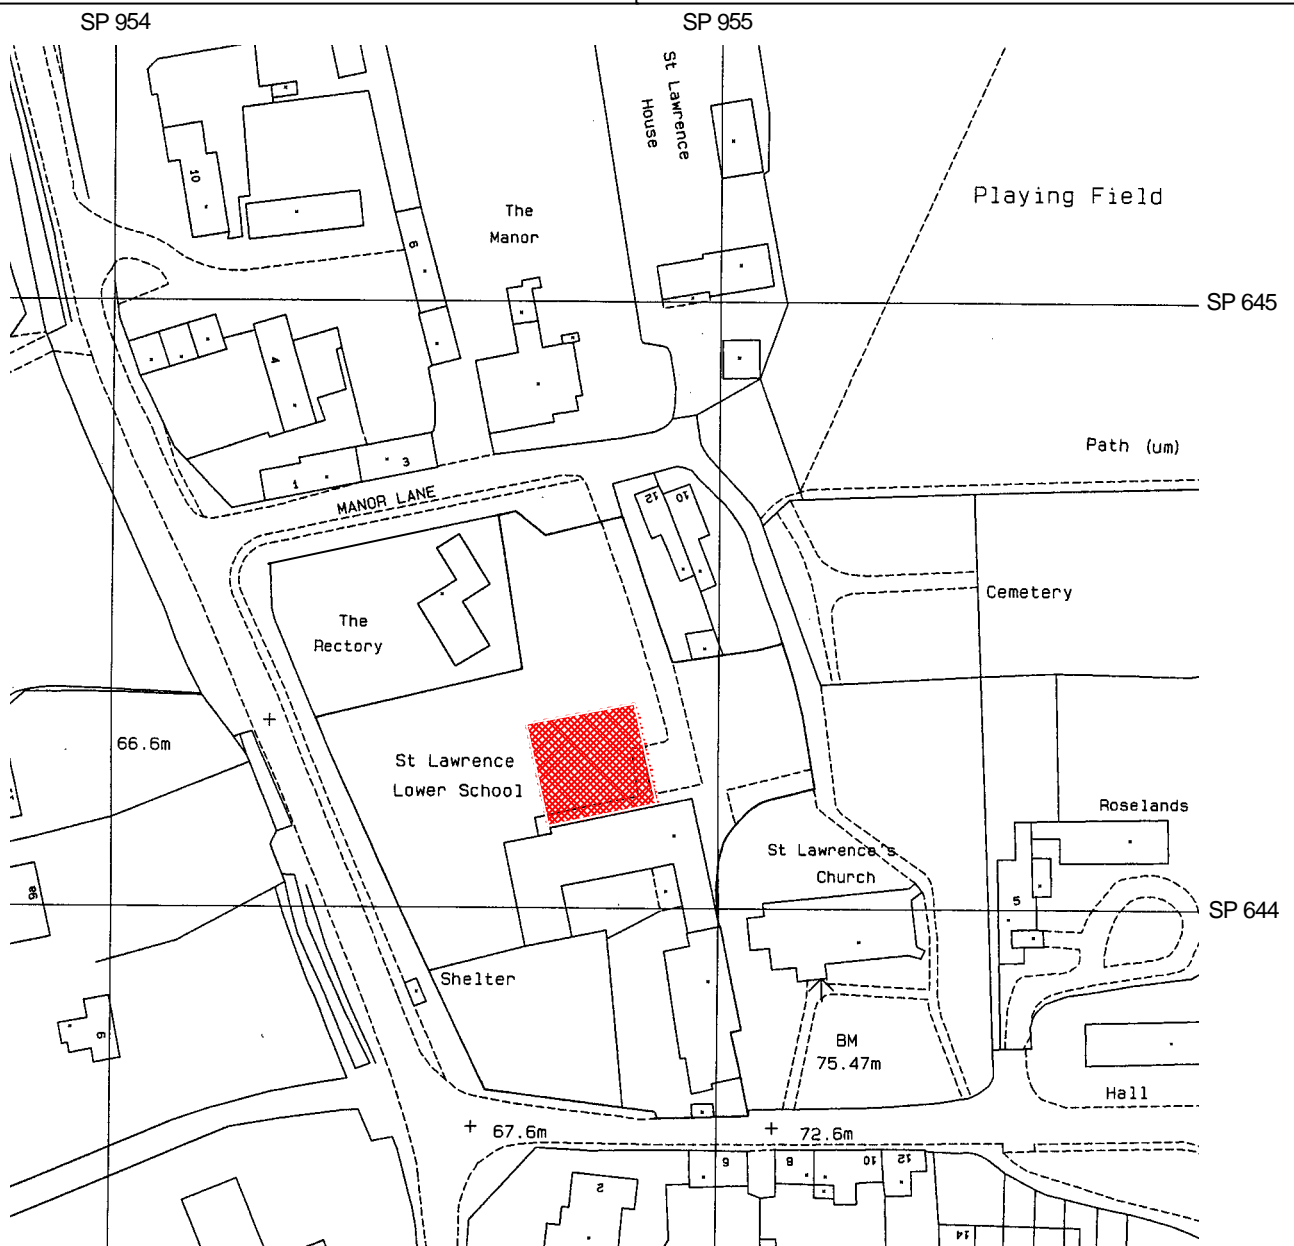 SP 954
SP 955
St Lawrence
House
10
Playing Field
The
Manor
6
SP 645
4
Path (um)
3
1
MANOR LANE
12
10
Cemetery
The
Rectory
66.6m
St Lawrence
Lower School
Roselands
St Lawrence's
Church
9a
5
SP 644
Shelter
6
BM
75.47m
Hall
67.6m
72.6m
6
8
10
12
2
14